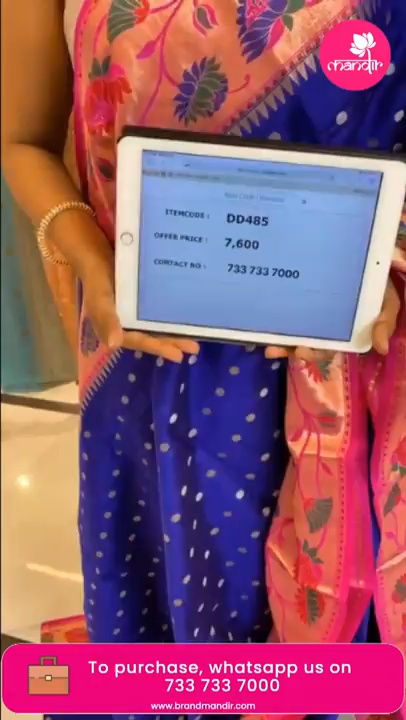 mandir
ITEMCODE : DD485
OFFER PRICE : 7,600
CONTACT NO : 733 733 7000
To purchase, whatsapp us on
733 733 7000
www.brandmandir.com